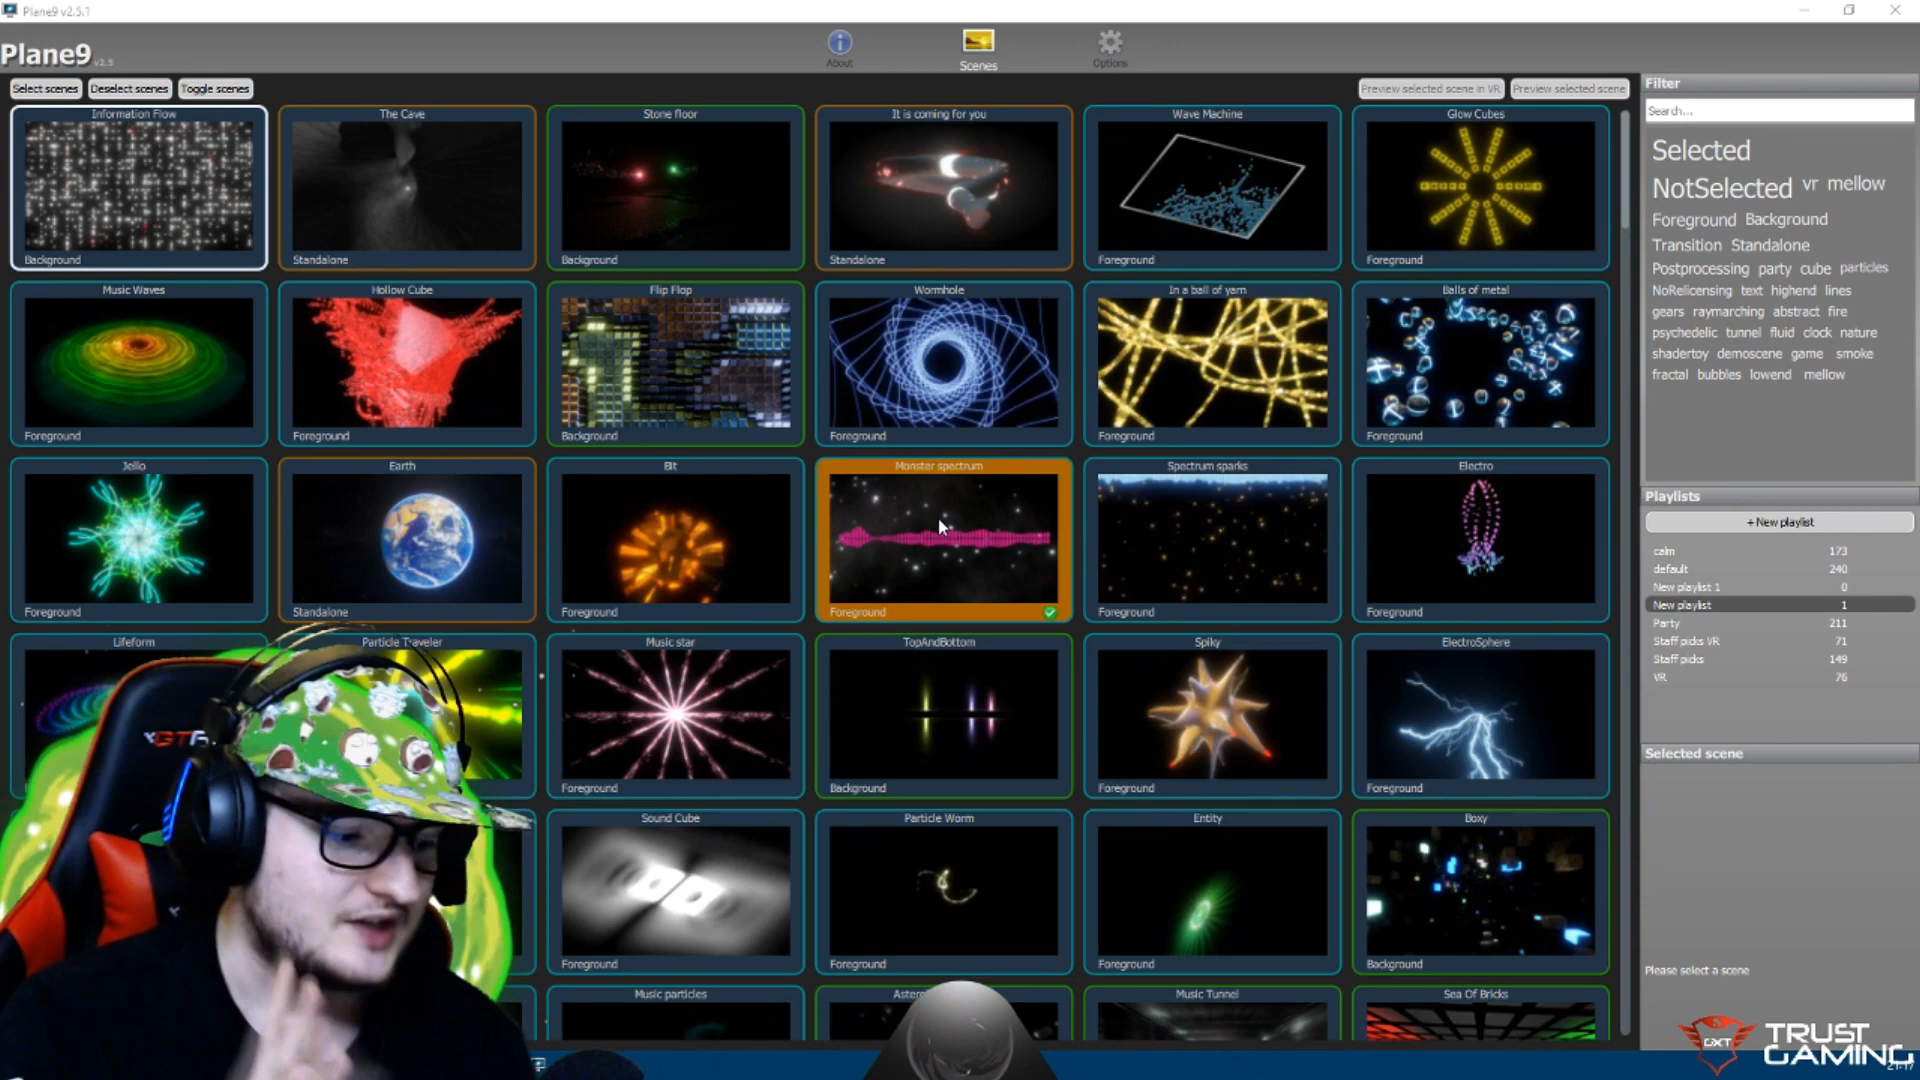 Plane9 v2.5.1
Plane9 v2.5
About
Scenes
Options
Select scenes Deselect scenes Toggle scenes
Preview selected scene in VR Preview selected scene
Information Flow
Background
The Cave
Standalone
Stone floor
Background
It is coming for you
Standalone
Wave Machine
Foreground
Glow Cubes
Foreground
Music Waves
Foreground
Hollow Cube
Foreground
Flip Flop
Background
Wormhole
Foreground
In a ball of yarn
Foreground
Balls of metal
Foreground
Jello
Foreground
Earth
Standalone
Bit
Foreground
Monster spectrum
Foreground
Spectrum sparks
Foreground
Electro
Foreground
Lifeform
Particle Traveler
Music star
Foreground
TopAndBottom
Background
Spiky
Foreground
ElectroSphere
Foreground
Sound Cube
Foreground
Particle Worm
Foreground
Entity
Foreground
Boxy
Background
Music particles
Music Tunnel
Sea Of Bricks
Filter
Search...
Selected
NotSelected vr mellow
Foreground Background
Transition Standalone
Postprocessing party cube particles
NoRelicensing text highend lines
gears raymarching abstract fire
psychedelic tunnel fluid clock nature
shadertoy demoscene game smoke
fractal bubbles lowend mellow
Playlists
+ New playlist
calm 173
default 240
New playlist 1 0
New playlist 1
Party 211
Staff picks VR 71
Staff picks 149
VR 76
Selected scene
Please select a scene
GXT
TRUST
GAMING